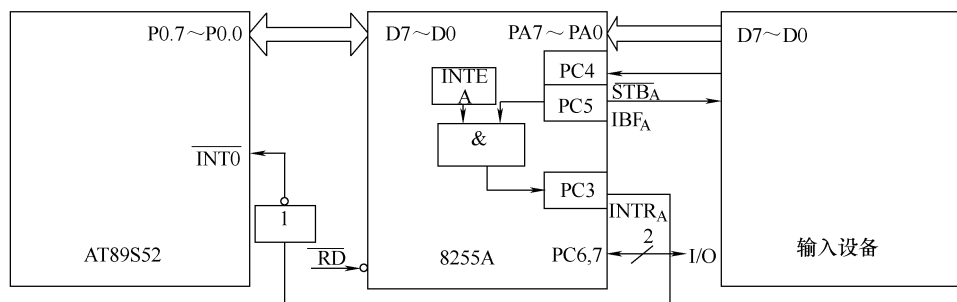 P0.7～P0.0
D7～D0
PA7～PA0
D7～D0
INTE
A
PC4
STBA
PC5
IBFA
&
INT0
PC3
INTRA
1
2
AT89S52
RD
8255A
PC6,7
I/O
输入设备